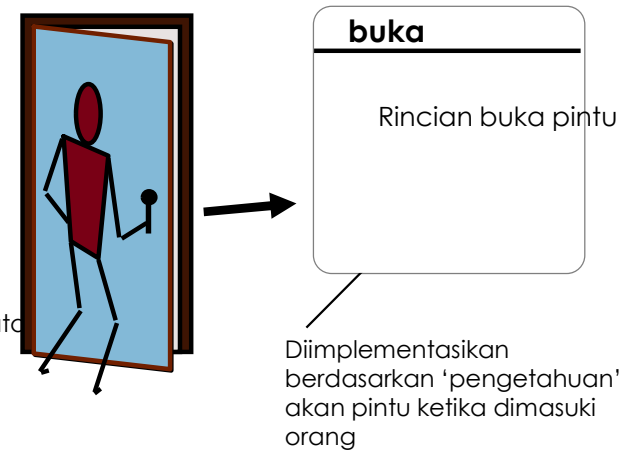 buka
Rincian buka pintu
Diimplementasikan
berdasarkan ‘pengetahuan’
akan pintu ketika dimasuki
orang